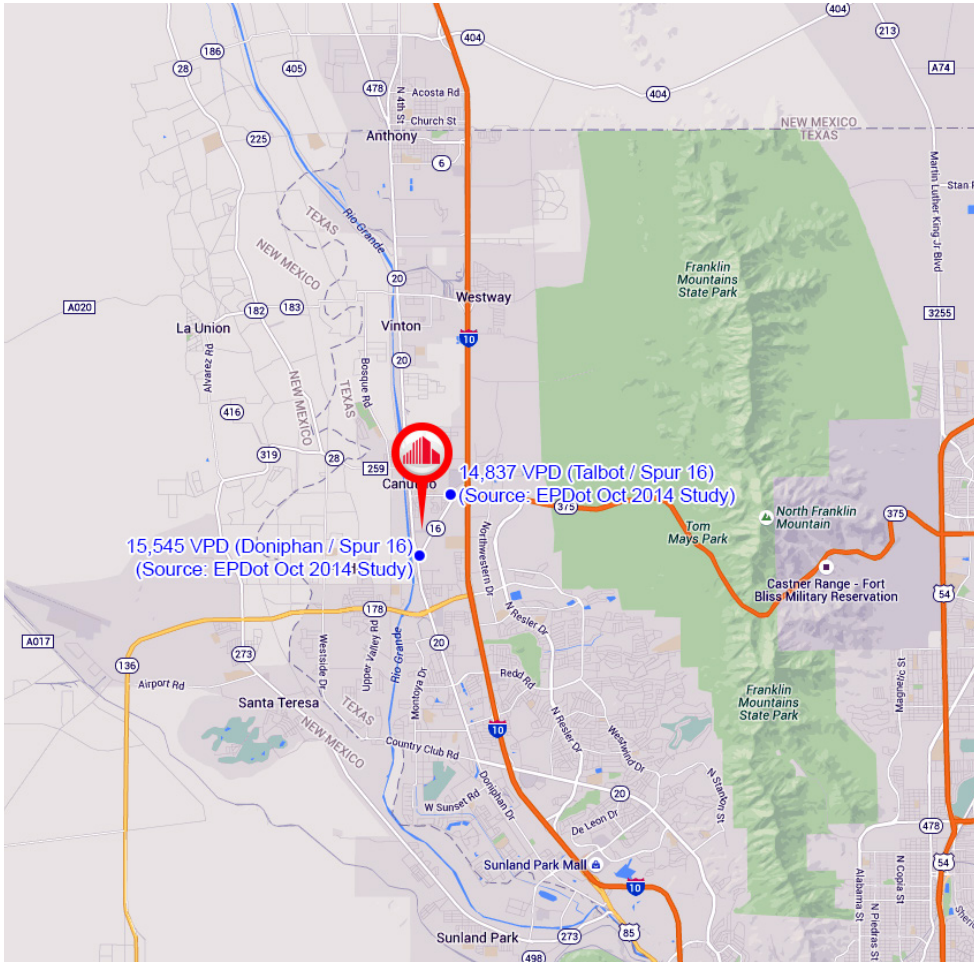 404
213
186
404
28
405
A74
478
Acosta Rd
404
N 4th St
Church St
NEW MEXICO
TEXAS
225
Anthony
6
Martin Luther King Jr Blvd
Stan
TEXAS
Rio Grande
NEW MEXICO
Franklin
Mountains
State Park
20
Westway
A020
182
183
3255
La Union
Vinton
10
20
Alvarez Rd
Bosque Rd
NEW MEXICO
TEXAS
416
319
28
259
14,837 VPD (Talbot / Spur 16)
(Source: EPDot Oct 2014 Study)
375
16
North Franklin
Mountain
375
Tom
Mays Park
Northwestern Dr
15,545 VPD (Doniphan / Spur 16)
(Source: EPDot Oct 2014 Study)
Castner Range - Fort
Bliss Military Reservation
54
178
N Resler Dr
A017
20
273
136
Westside Dr
Upper Valley Rd
Rio Grande
Airport Rd
Redd Rd
Magnetic St
Santa Teresa
Montoya Dr
Franklin
Mountains
State Park
TEXAS
NEW MEXICO
N Resler Dr
10
Westwind Dr
Country Club Rd
N Stanton St
Doniphan Dr
20
W Sunset Rd
De Leon Dr
478
Sunland Park Mall
54
10
Alabama St
N Piedras St
N Copia St
Sunland Park
273
85
498